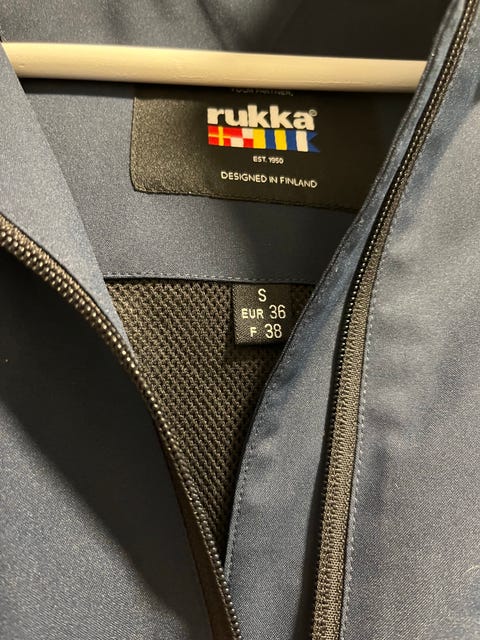 YOUR PARTNER,
rukka®
EST. 1950
DESIGNED IN FINLAND
S
EUR 36
F 38